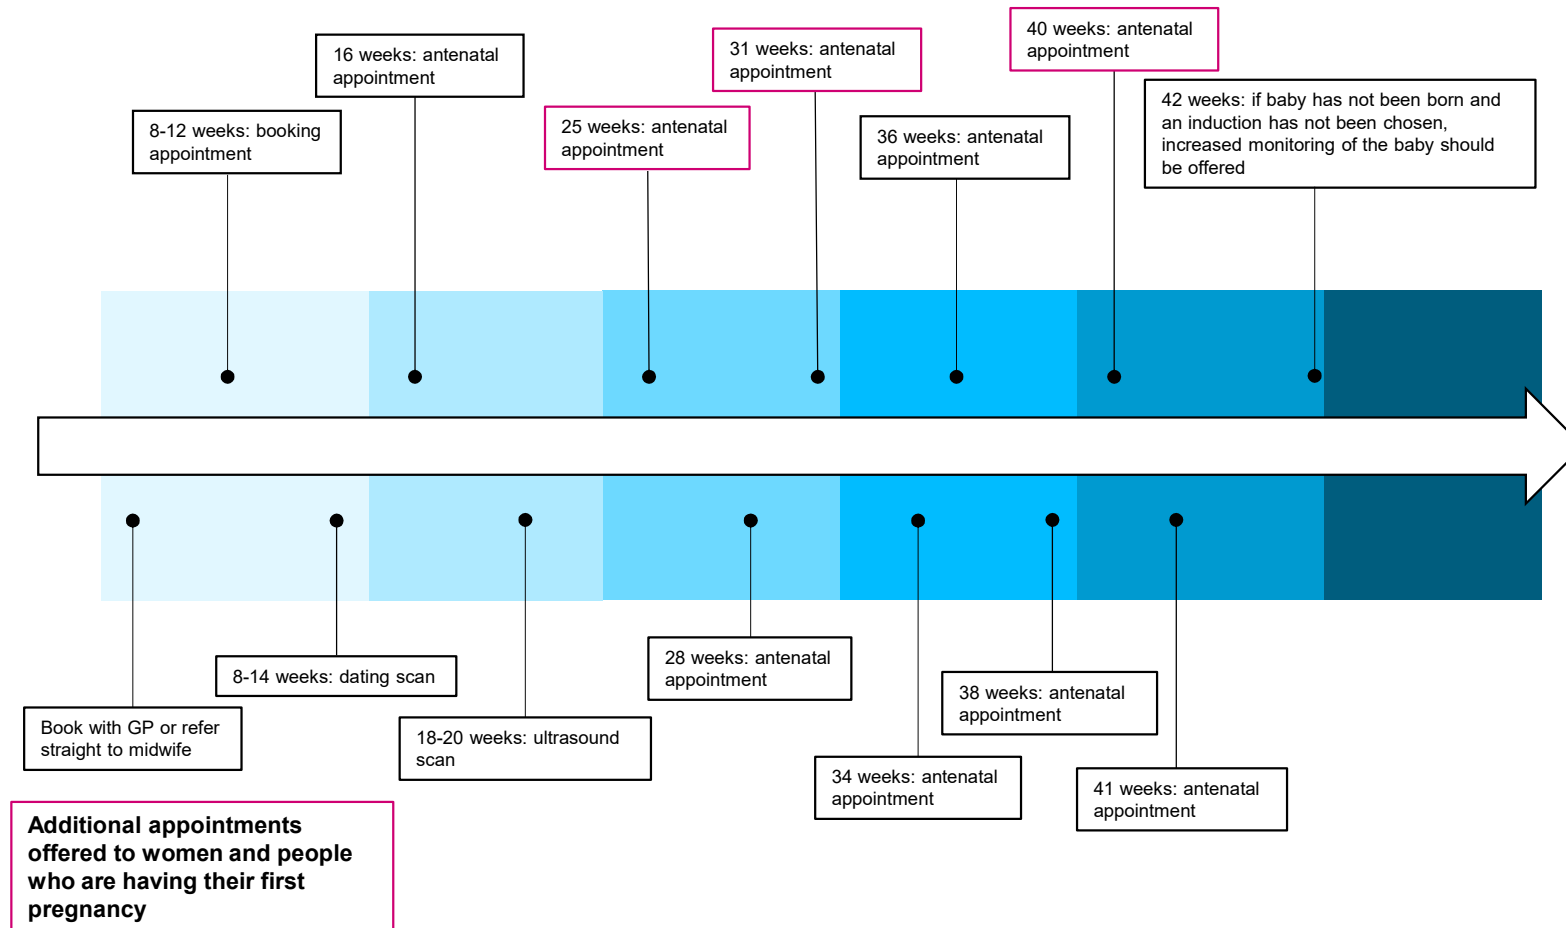 40 weeks: antenatal
appointment
16 weeks: antenatal
appointment
31 weeks: antenatal
appointment
42 weeks: if baby has not been born and
an induction has not been chosen,
increased monitoring of the baby should
be offered
8-12 weeks: booking
appointment
25 weeks: antenatal
appointment
36 weeks: antenatal
appointment
8-14 weeks: dating scan
28 weeks: antenatal
appointment
38 weeks: antenatal
appointment
Book with GP or refer
straight to midwife
18-20 weeks: ultrasound
scan
34 weeks: antenatal
appointment
41 weeks: antenatal
appointment
Additional appointments
offered to women and people
who are having their first
pregnancy